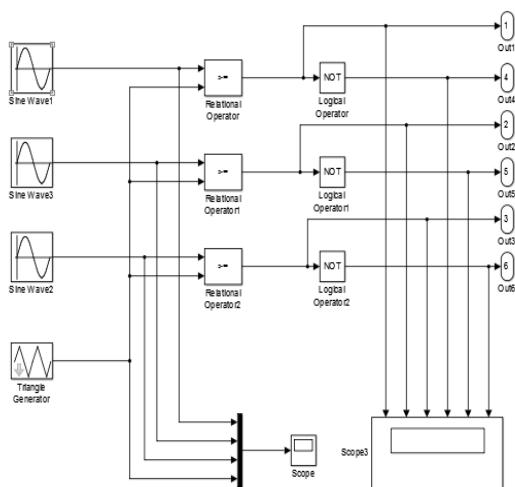 1
Out1
Sine Wave1
>=
Relational
Operator
NOT
Logical
Operator
4
Out4
2
Out2
Sine Wave3
>=
Relational
Operator1
NOT
Logical
Operator1
5
Out5
3
Out3
Sine Wave2
>=
Relational
Operator2
NOT
Logical
Operator2
6
Out6
Triangle
Generator
Scope
Scope3